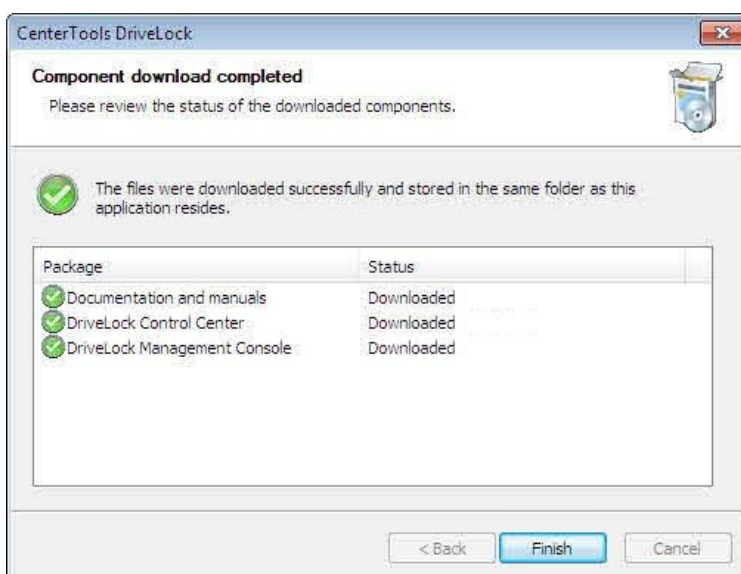 CenterTools DriveLock
Component download completed
Please review the status of the downloaded components.
The files were downloaded successfully and stored in the same folder as this
application resides.
Package Status
Documentation and manuals Downloaded
DriveLock Control Center Downloaded
DriveLock Management Console Downloaded
< Back Finish Cancel